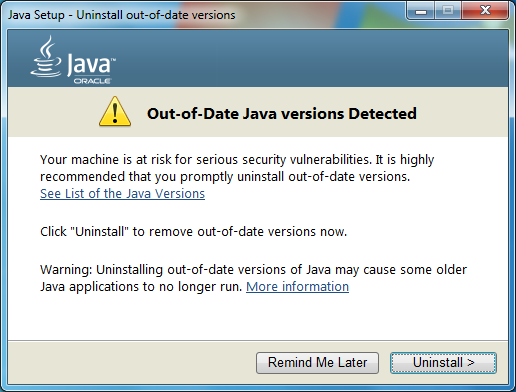 Java Setup - Uninstall out-of-date versions
Java™
ORACLE
Out-of-Date Java versions Detected
Your machine is at risk for serious security vulnerabilities. It is highly
recommended that you promptly uninstall out-of-date versions.
See List of the Java Versions
Click "Uninstall" to remove out-of-date versions now.
Warning: Uninstalling out-of-date versions of Java may cause some older
Java applications to no longer run. More information
Remind Me Later
Uninstall >